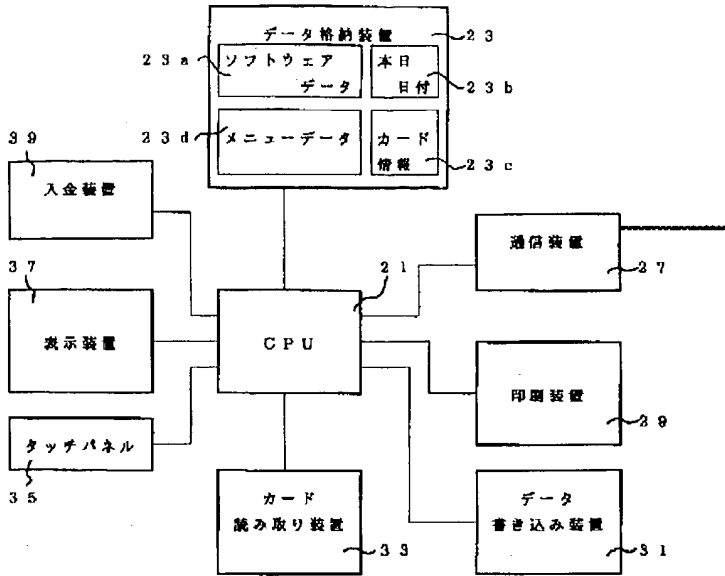 データ格納装置
２３
２３ａ
ソフトウェア
データ
本日
日付
２３ｂ
２３ｄ
メニューデータ
カード
情報
２３ｃ
３９
入金装置
通信装置
２７
３７
表示装置
２１
ＣＰＵ
印刷装置
２９
タッチパネル
３５
カード
読み取り装置
３３
データ
書き込み装置
３１